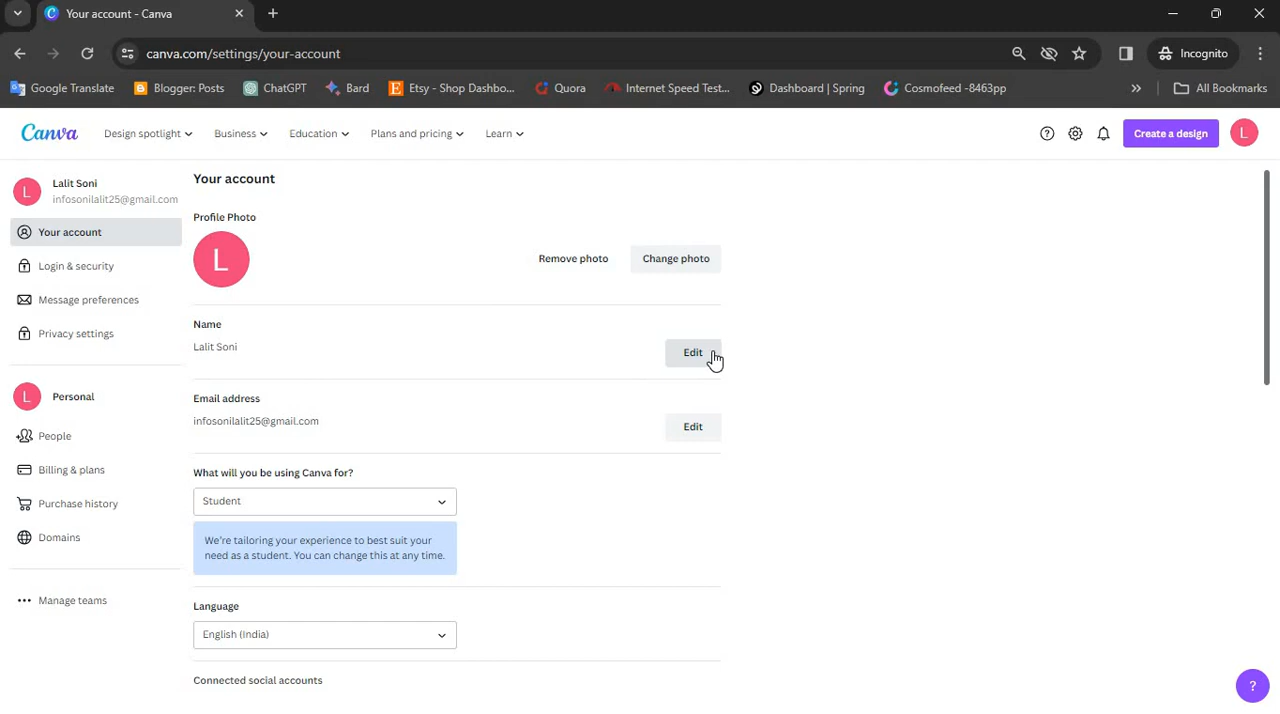 Your account - Canva
canva.com/settings/your-account
Incognito
Google Translate
Blogger: Posts
ChatGPT
Bard
Etsy - Shop Dashbo...
Quora
Internet Speed Test...
Dashboard | Spring
Cosmofeed -8463pp
»
All Bookmarks
Canva
Design spotlight
Business
Education
Plans and pricing
Learn
Create a design
L
L
Lalit Soni
infosonilalit25@gmail.com
Your account
Login & security
Message preferences
Privacy settings
L
Personal
People
Billing & plans
Purchase history
Domains
Manage teams
Your account
Profile Photo
L
Remove photo
Change photo
Name
Lalit Soni
Edit
Email address
infosonilalit25@gmail.com
Edit
What will you be using Canva for?
Student
We're tailoring your experience to best suit your
need as a student. You can change this at any time.
Language
English (India)
Connected social accounts
?